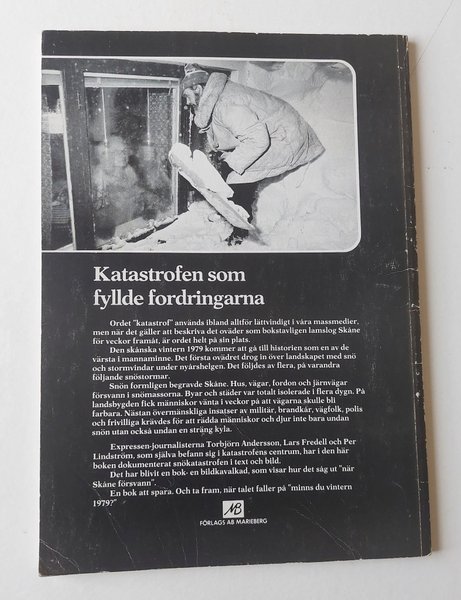 Katastrofen som
fyllde fordringarna
Ordet "katastrof" används ibland alltför lättvindigt i våra massmedier,
men när det gäller att beskriva det oväder som bokstavligen lamslog Skåne
för veckor framåt, är ordet helt på sin plats.
Den skånska vintern 1979 kommer att gå till historien som en av de
värsta i mannaminne. Det första ovädret drog in över landskapet med snö
och stormvindar under nyårshelgen. Det följdes av flera, på varandra
följande snöstormar.
Snön formligen begravde Skåne. Hus, vägar, fordon och järnvägar
försvann i snömassorna. Byar och städer var totalt isolerade i flera dygn. På
landsbygden fick människor vänta i veckor på att vägarna skulle bli
farbara. Nästan övermänskliga insatser av militär, brandkår, vägfolk, polis
och frivilliga krävdes för att rädda människor och djur inte bara undan
snön utan också undan en sträng kyla.
Expressen-journalisterna Torbjörn Andersson, Lars Fredell och Per
Lindström, som själva befann sig i katastrofens centrum, har i den här
boken dokumenterat snökatastrofen i text och bild.
Det har blivit en bok- en bildkavalkad, som visar hur det såg ut "när
Skåne försvann".
En bok att spara. Och ta fram, när talet faller på "minns du vintern
1979?"
MB
FÖRLAGS AB MARIEBERG